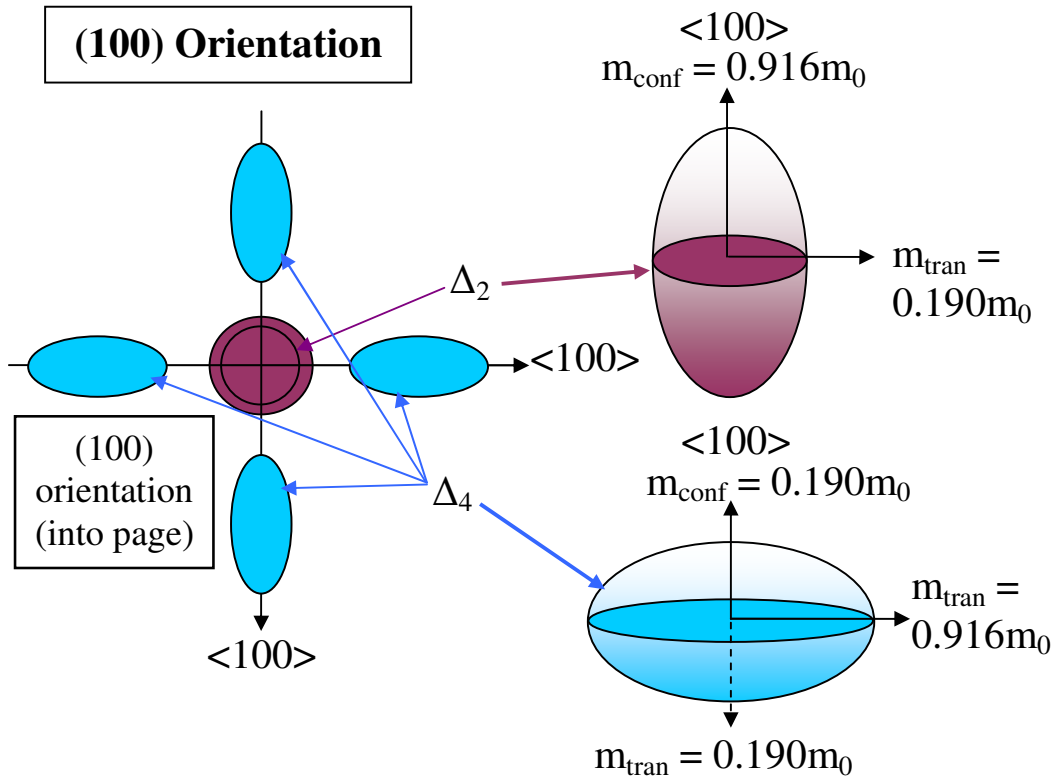 (100) Orientation
<100>
m_conf = 0.916m_0
m_tran =
0.190m_0
Δ_2
<100>
(100)
orientation
(into page)
<100>
Δ_4
<100>
m_conf = 0.190m_0
m_tran =
0.916m_0
m_tran = 0.190m_0